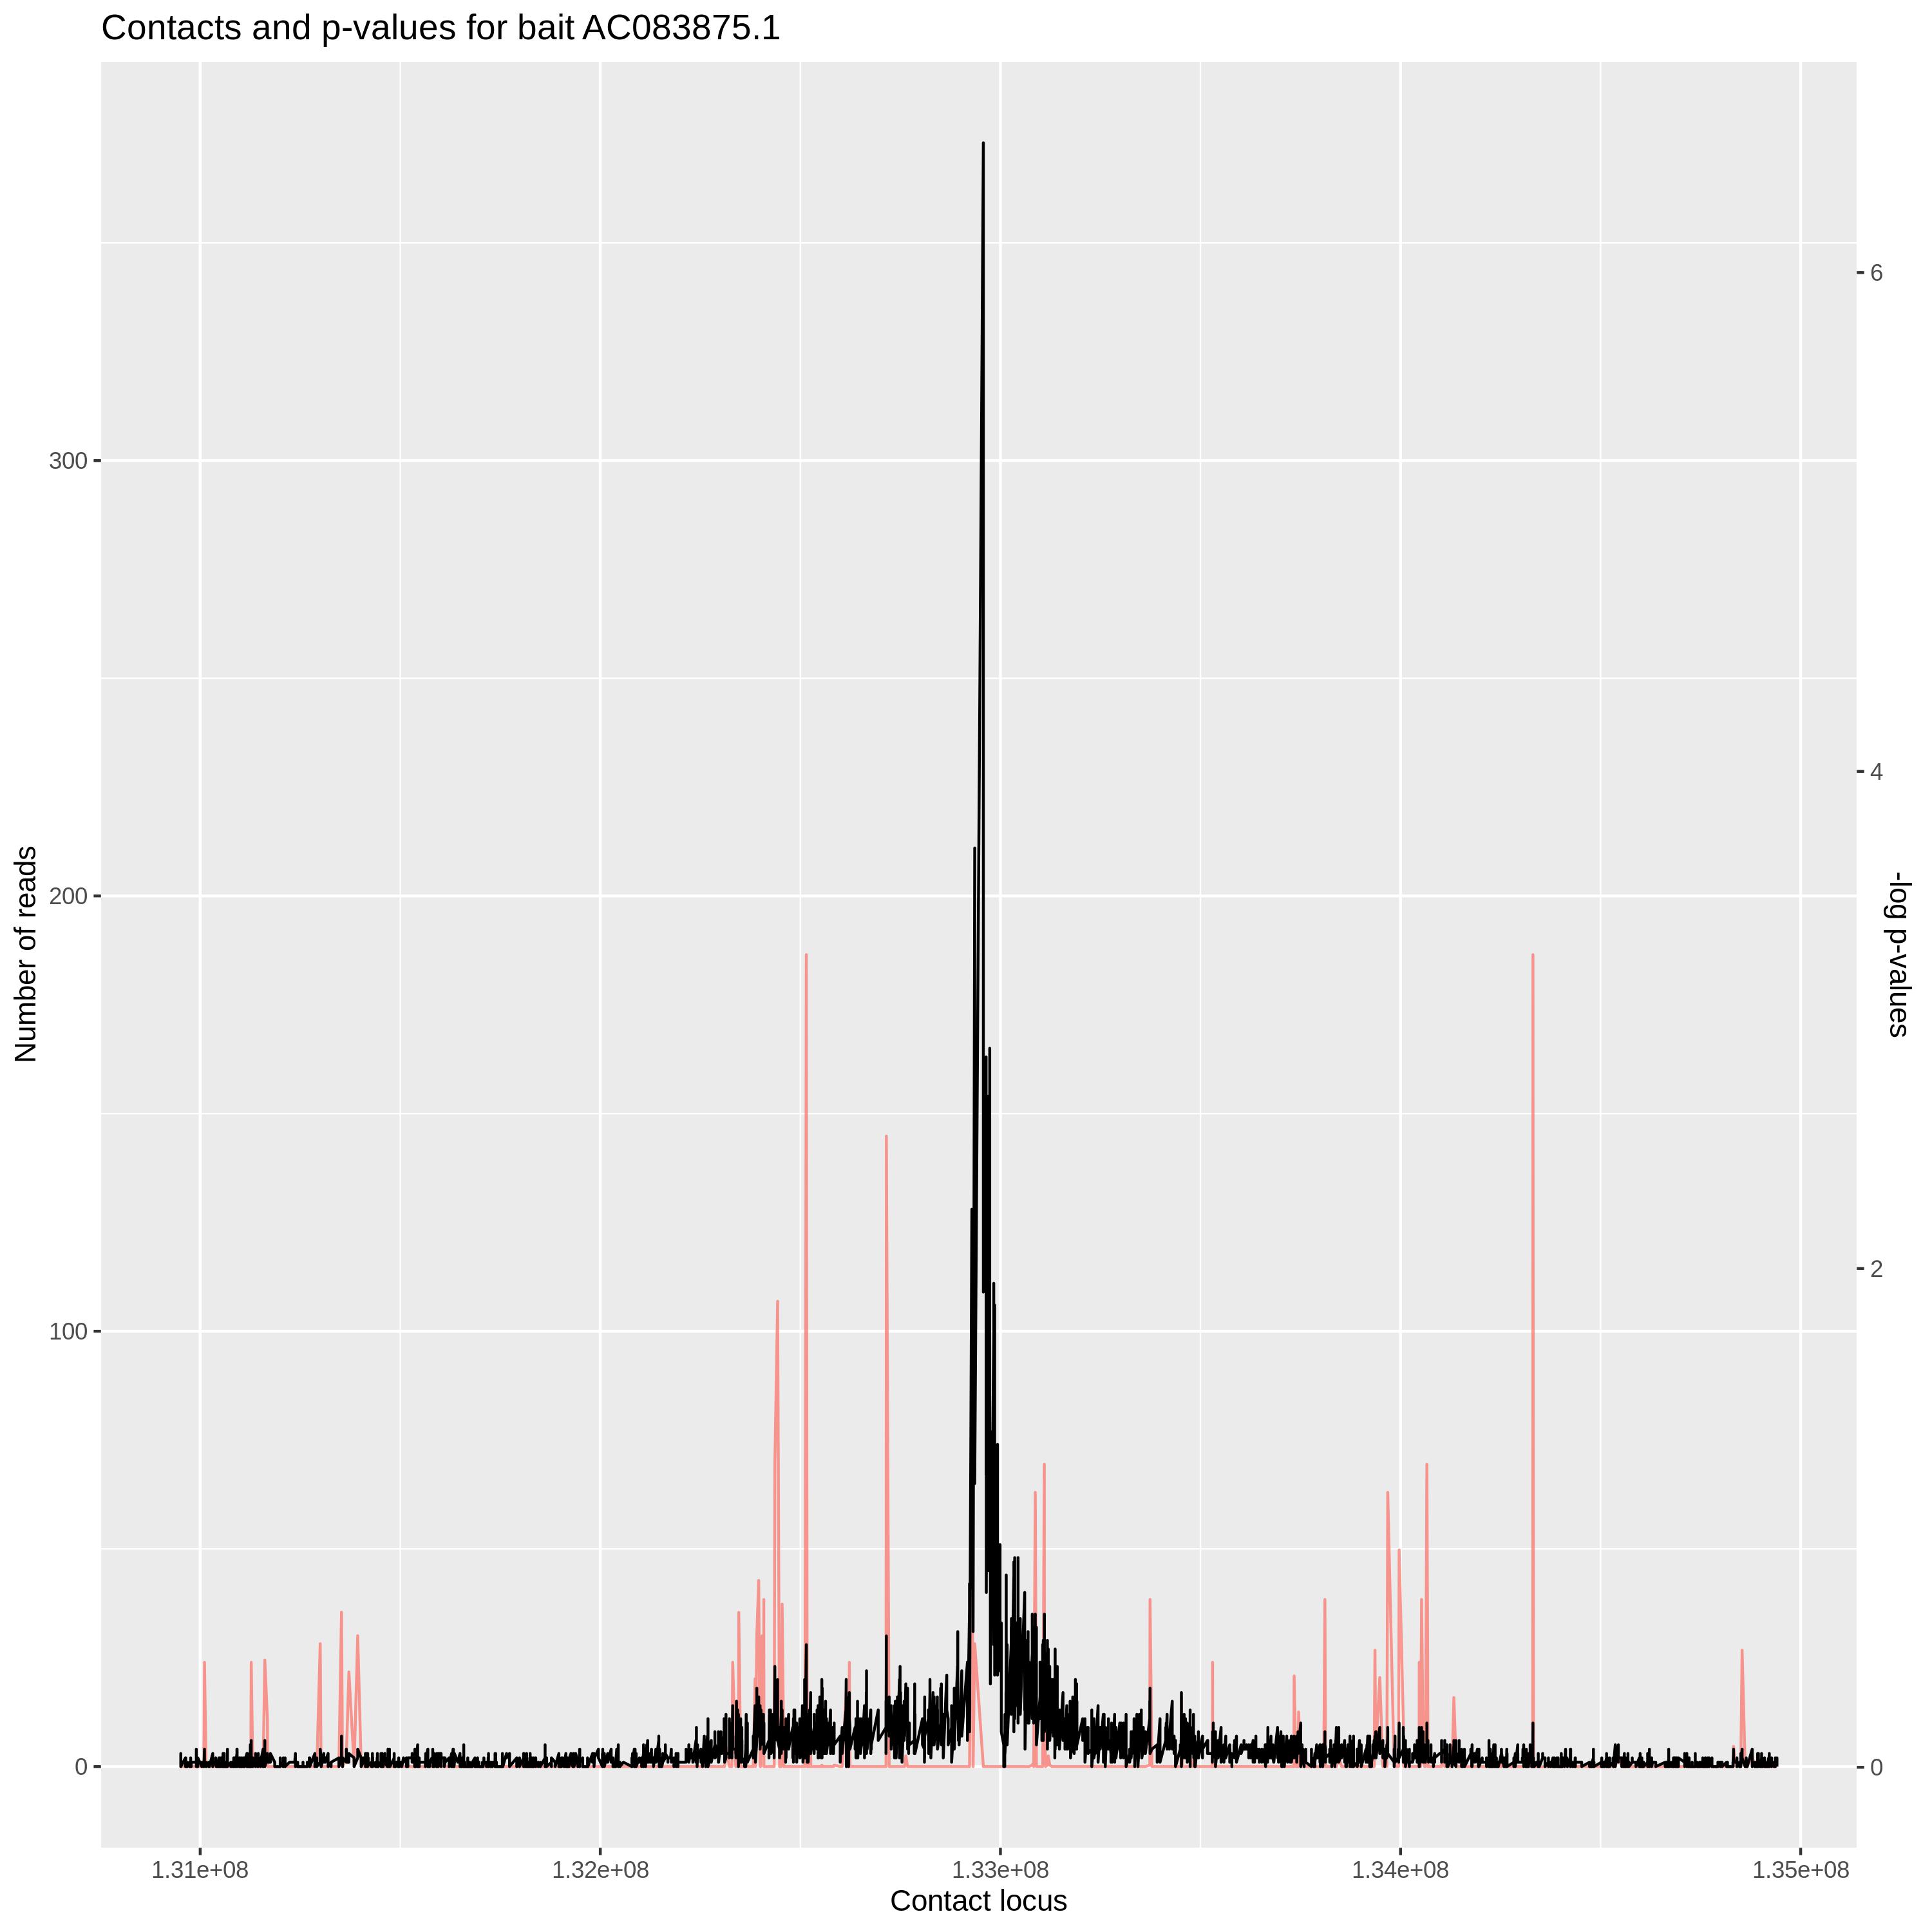 Contacts and p-values for bait AC083875.1
Number of reads
300
200
100
0
6
4
2
0
-log p-values
1.31e+08 1.32e+08 1.33e+08 1.34e+08 1.35e+08
Contact locus